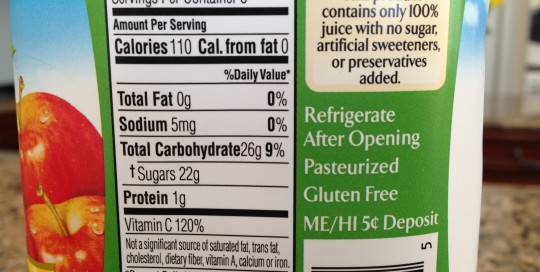 Servings Per Container 8
Amount Per Serving
Calories 110 Cal. from fat 0
%Daily Value*
Total Fat 0g 0%
Sodium 5mg 0%
Total Carbohydrate 26g 9%
†Sugars 22g
Protein 1g
Vitamin C 120%
Not a significant source of saturated fat, trans fat,
cholesterol, dietary fiber, vitamin A, calcium or iron.
contains only 100%
juice with no sugar,
artificial sweeteners,
or preservatives
added.
Refrigerate
After Opening
Pasteurized
Gluten Free
ME/HI 5¢ Deposit
5